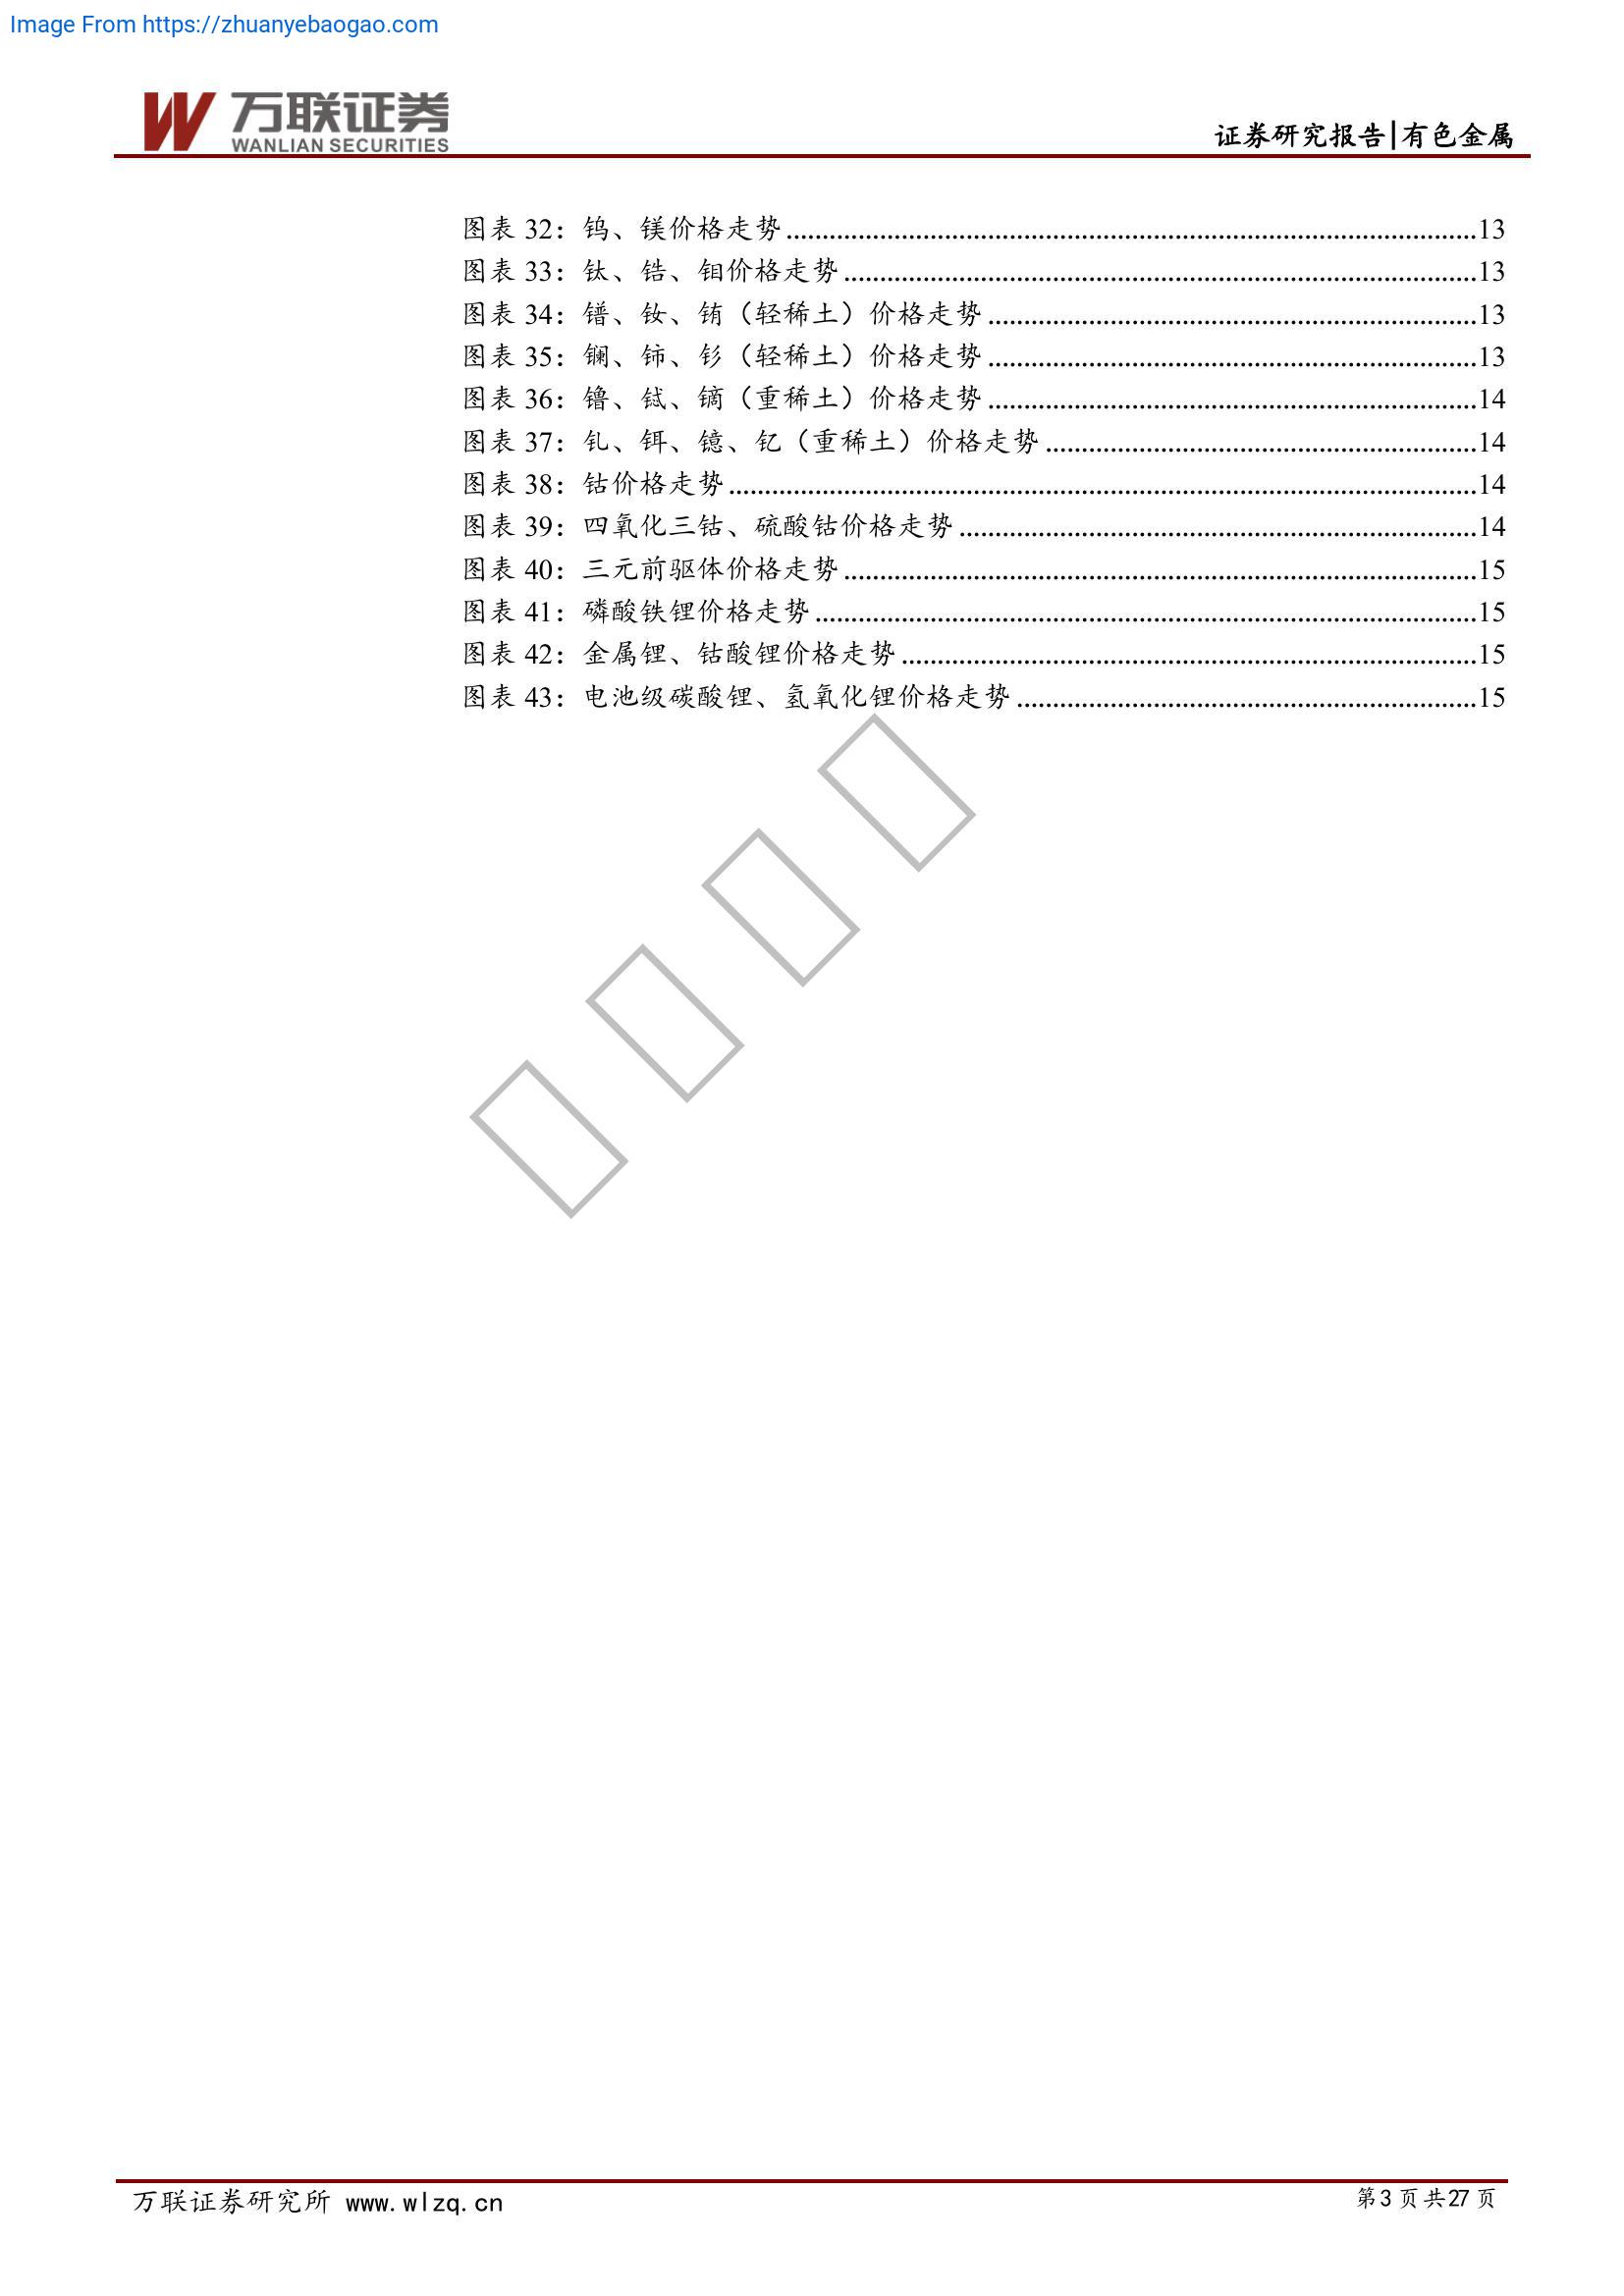 Image From https://zhuanyebaogao.com
万联证券
WANLIAN SECURITIES
证券研究报告|有色金属
图表 32：钨、镁价格走势................................................................................................13
图表 33：钛、锆、钼价格走势........................................................................................13
图表 34：镨、钕、铕（轻稀土）价格走势....................................................................13
图表 35：镧、铈、钐（轻稀土）价格走势....................................................................13
图表 36：镥、铽、镝（重稀土）价格走势....................................................................14
图表 37：钆、铒、镱、钇（重稀土）价格走势............................................................14
图表 38：钴价格走势........................................................................................................14
图表 39：四氧化三钴、硫酸钴价格走势........................................................................14
图表 40：三元前驱体价格走势........................................................................................15
图表 41：磷酸铁锂价格走势............................................................................................15
图表 42：金属锂、钴酸锂价格走势................................................................................15
图表 43：电池级碳酸锂、氢氧化锂价格走势................................................................15
万联证券研究所 www.wlzq.cn
第3 页 共27 页